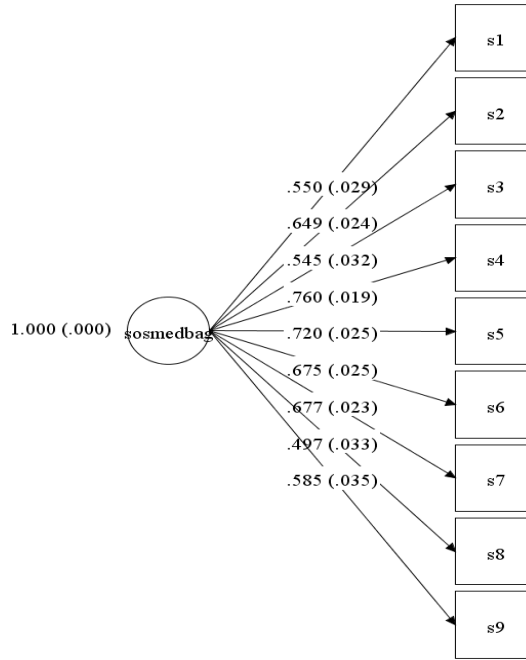 s1
s2
s3
s4
s5
s6
s7
s8
s9
.550 (.029)
.649 (.024)
.545 (.032)
.760 (.019)
.720 (.025)
.675 (.025)
.677 (.023)
.497 (.033)
.585 (.035)
1.000 (.000)
sosmedbag